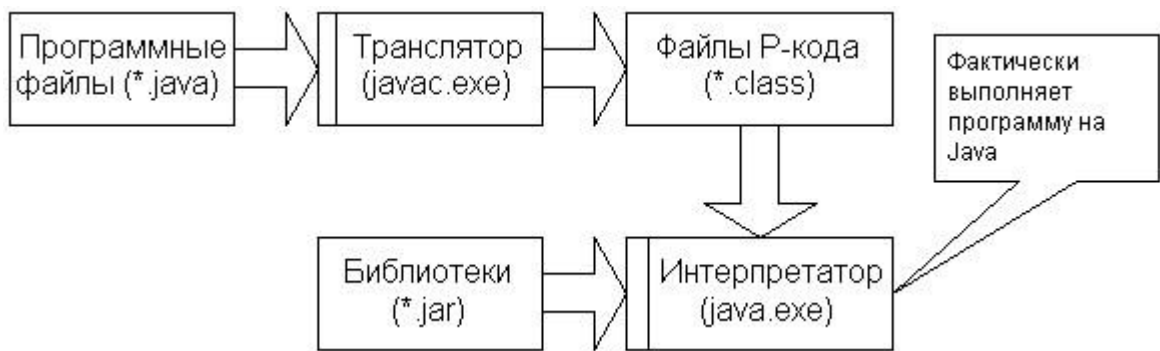 Программные
файлы (*.java)
Транслятор
(javac.exe)
Файлы P-кода
(*.class)
Фактически
выполняет
программу на
Java
Библиотеки
(*.jar)
Интерпретатор
(java.exe)